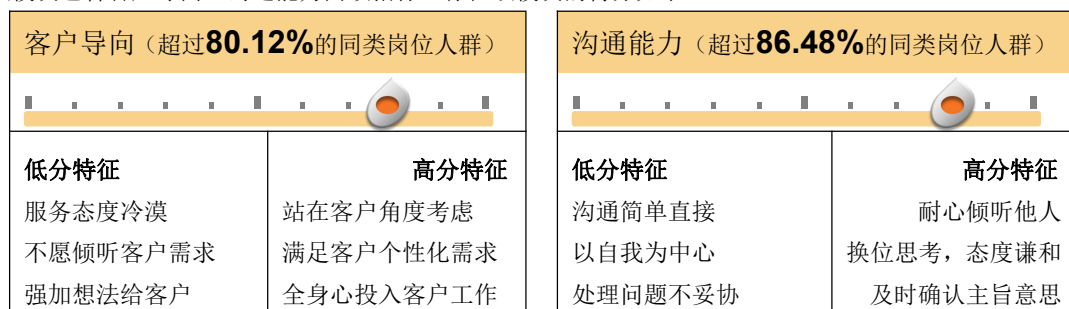 客户导向（超过80.12%的同类岗位人群）
低分特征
高分特征
服务态度冷漠
站在客户角度考虑
不愿倾听客户需求
满足客户个性化需求
强加想法给客户
全身心投入客户工作
沟通能力（超过86.48%的同类岗位人群）
低分特征
高分特征
沟通简单直接
耐心倾听他人
以自我为中心
换位思考，态度谦和
处理问题不妥协
及时确认主旨意思